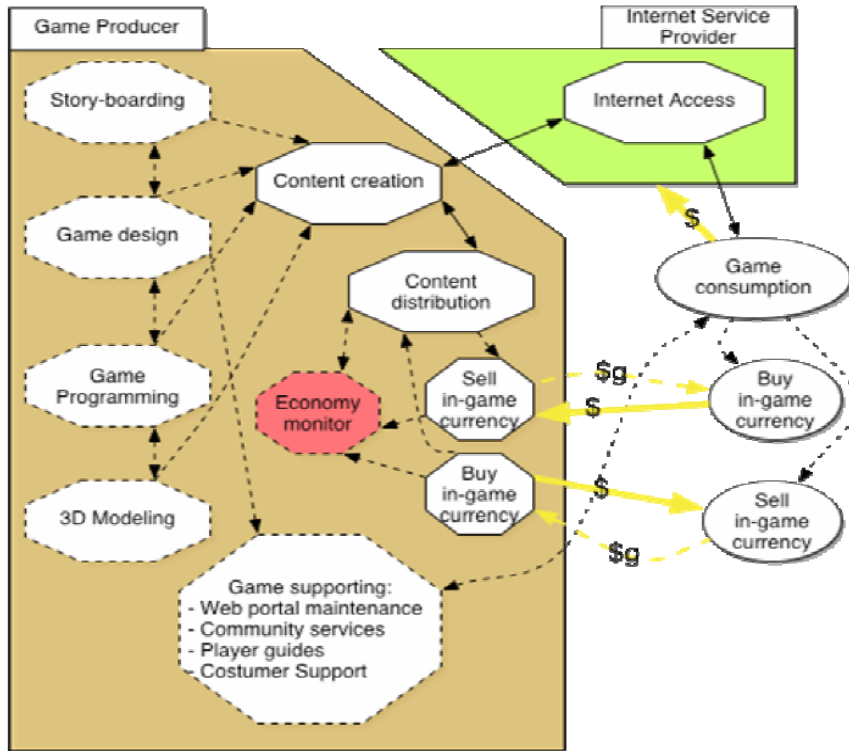 Game Producer
Internet Service
Provider
Story-boarding
Internet Access
Content creation
Game design
$
Game
consumption
Content
distribution
Game
Programming
Economy
monitor
Sell
in-game
currency
$g
$
Buy
in-game
currency
Buy
in-game
currency
$
$g
Sell
in-game
currency
3D Modeling
Game supporting:
- Web portal maintenance
- Community services
- Player guides
- Costumer Support